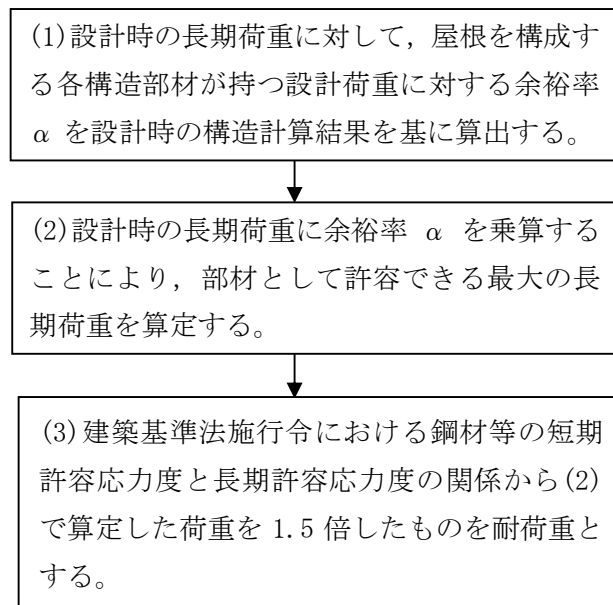 (1)設計時の長期荷重に対して，屋根を構成す
る各構造部材が持つ設計荷重に対する余裕率
α を設計時の構造計算結果を基に算出する。
(2)設計時の長期荷重に余裕率 α を乗算する
ことにより，部材として許容できる最大の長
期荷重を算定する。
(3)建築基準法施行令における鋼材等の短期
許容応力度と長期許容応力度の関係から(2)
で算定した荷重を 1.5 倍したものを耐荷重と
する。